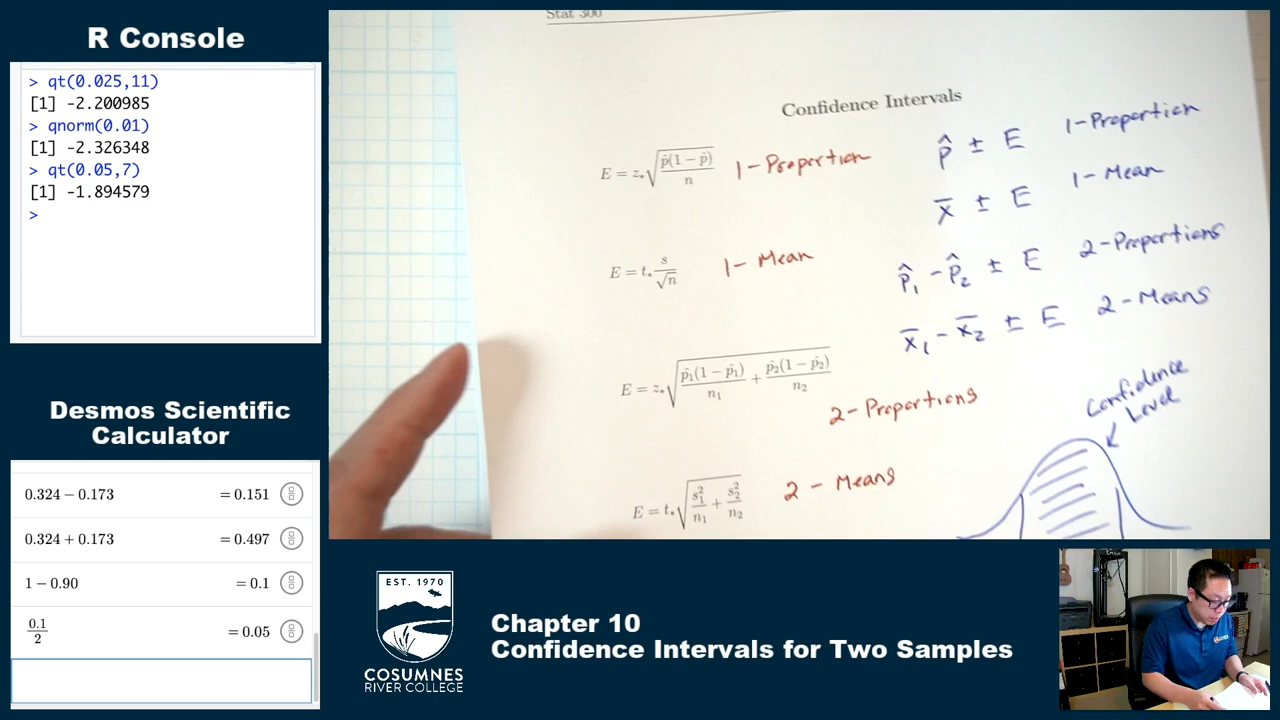 R Console
> qt(0.025,11)
[1] -2.200985
> qnorm(0.01)
[1] -2.326348
> qt(0.05,7)
[1] -1.894579
>
Desmos Scientific
Calculator
0.324 − 0.173 = 0.151
0.324 + 0.173 = 0.497
1 − 0.90 = 0.1
0.1/2 = 0.05
Stat 300
Confidence Intervals
E = z* √(p̂(1 − p̂)/n) 1-Proportion
E = t* s/√n 1- Mean
E = z* √(p̂1(1 − p̂1)/n1 + p̂2(1 − p̂2)/n2)
2-Proportions
E = t* √(s1²/n1 + s2²/n2) 2 - Means
p̂ ± E 1-Proportion
x̄ ± E 1-Mean
p̂1 - p̂2 ± E 2-Proportions
x̄1 - x̄2 ± E 2-Means
Confidence
Level
EST. 1970
COSUMNES
RIVER COLLEGE
Chapter 10
Confidence Intervals for Two Samples